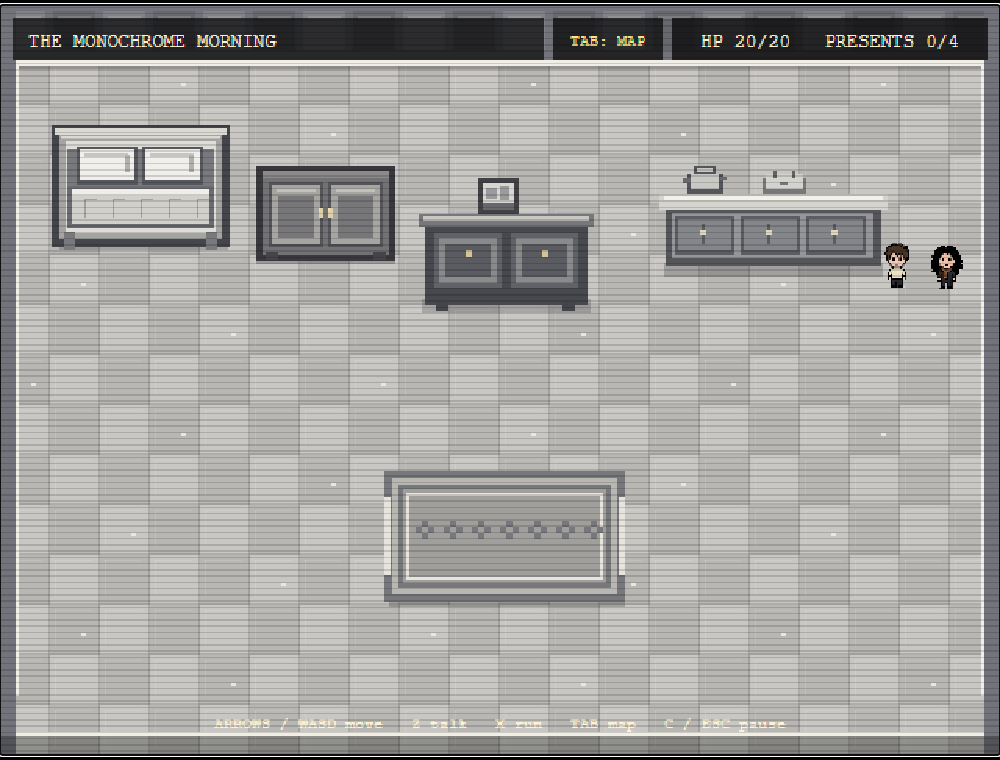 THE MONOCHROME MORNING
TAB: MAP
HP 20/20 PRESENTS 0/4
ARROWS / WASD move Z talk X run TAB map C / ESC pause